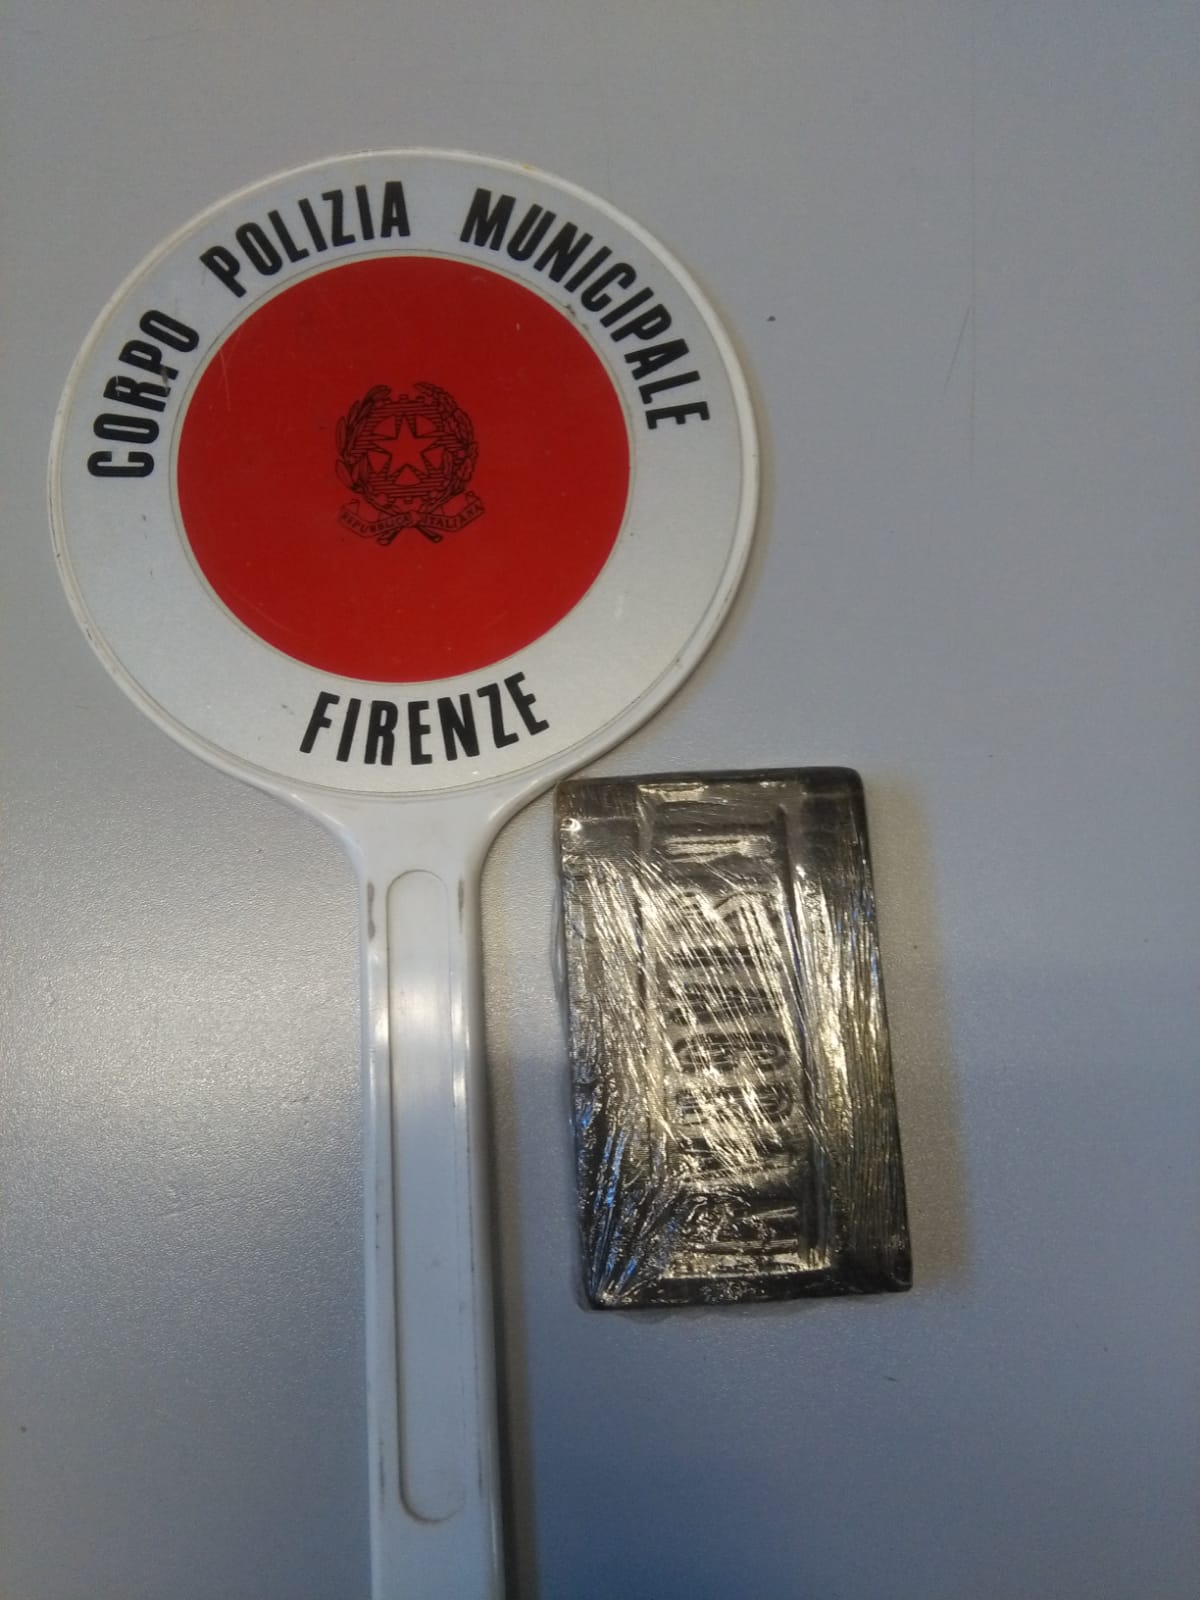 CORPO POLIZIA MUNICIPALE
REPUBBLICA ITALIANA
FIRENZE